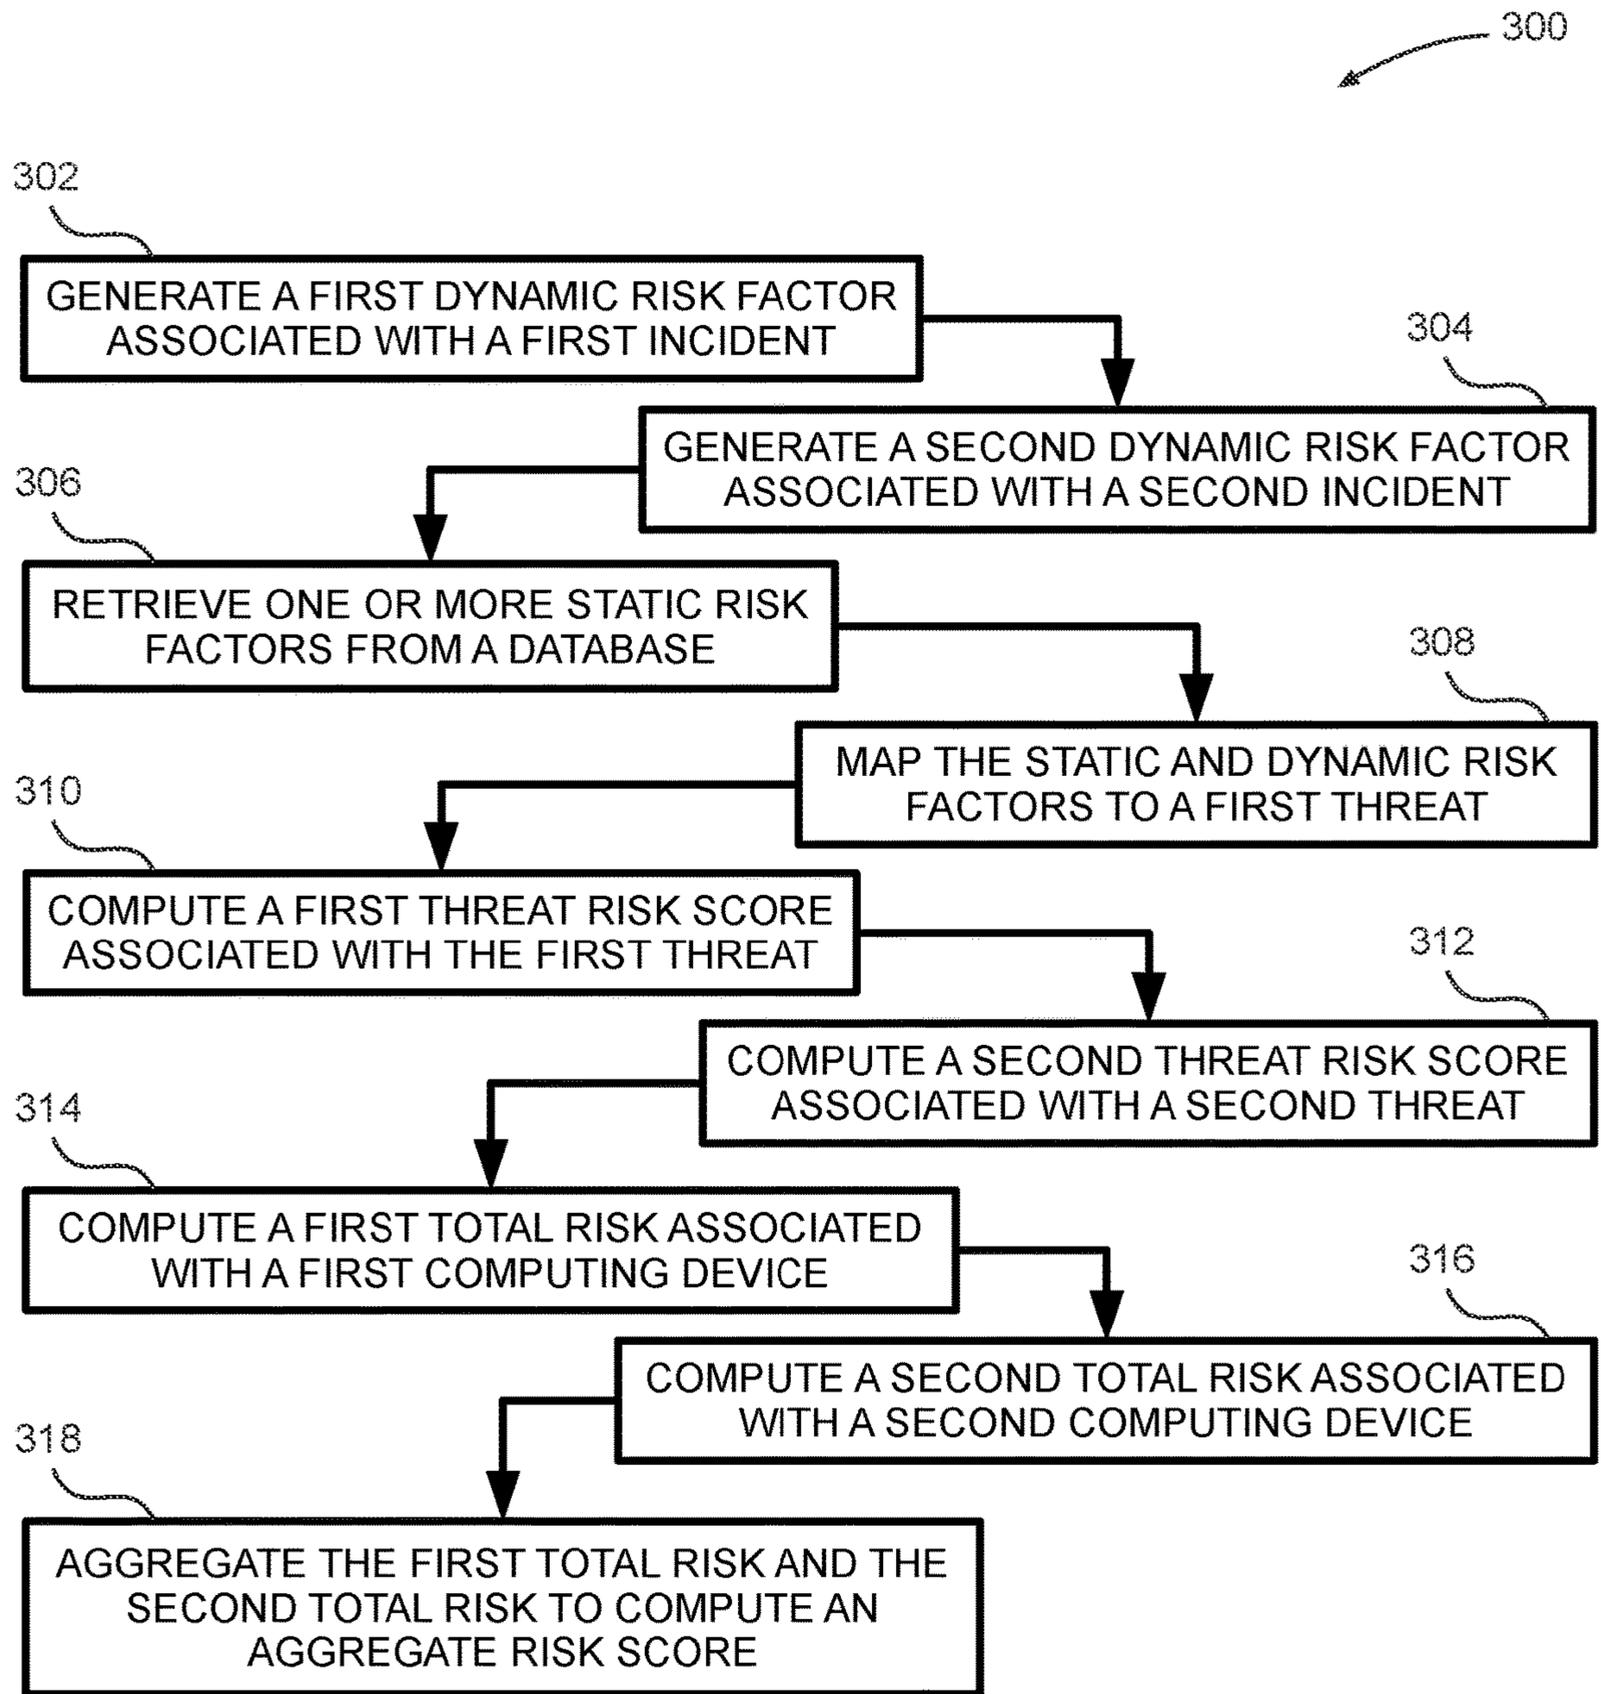 300
302
GENERATE A FIRST DYNAMIC RISK FACTOR
ASSOCIATED WITH A FIRST INCIDENT
304
GENERATE A SECOND DYNAMIC RISK FACTOR
ASSOCIATED WITH A SECOND INCIDENT
306
RETRIEVE ONE OR MORE STATIC RISK
FACTORS FROM A DATABASE
308
MAP THE STATIC AND DYNAMIC RISK
FACTORS TO A FIRST THREAT
310
COMPUTE A FIRST THREAT RISK SCORE
ASSOCIATED WITH THE FIRST THREAT
312
COMPUTE A SECOND THREAT RISK SCORE
ASSOCIATED WITH A SECOND THREAT
314
COMPUTE A FIRST TOTAL RISK ASSOCIATED
WITH A FIRST COMPUTING DEVICE
316
COMPUTE A SECOND TOTAL RISK ASSOCIATED
WITH A SECOND COMPUTING DEVICE
318
AGGREGATE THE FIRST TOTAL RISK AND THE
SECOND TOTAL RISK TO COMPUTE AN
AGGREGATE RISK SCORE